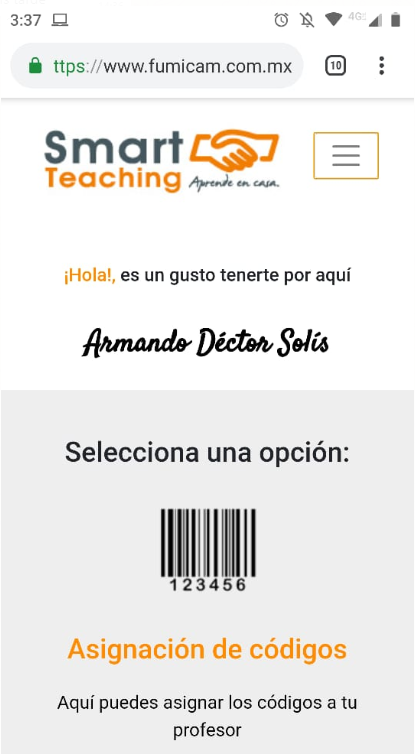 3:37 4G
ttps://www.fumicam.com.mx 10
Smart
Teaching Aprende en casa.
¡Hola!, es un gusto tenerte por aquí
Armando Déctor Solís
Selecciona una opción:
123456
Asignación de códigos
Aquí puedes asignar los códigos a tu
profesor